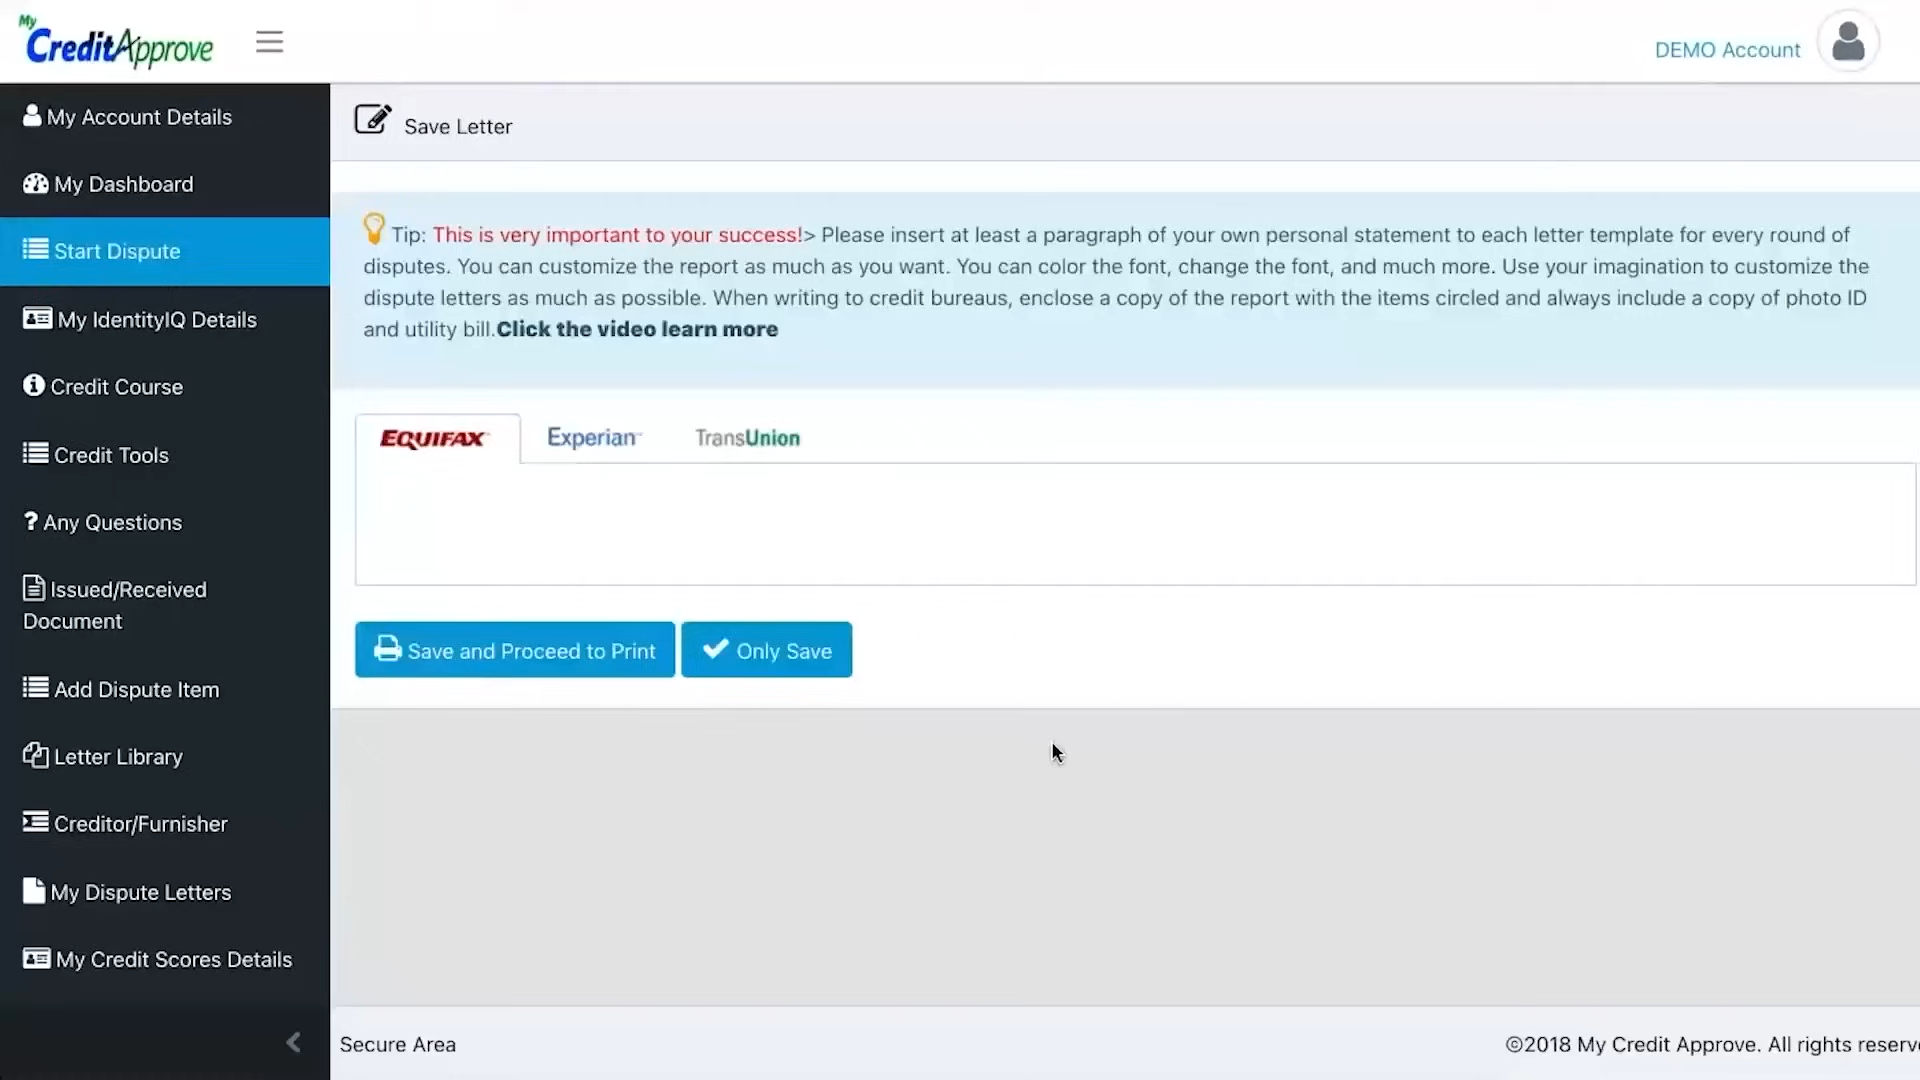 My
CreditApprove
DEMO Account
My Account Details
My Dashboard
Start Dispute
My IdentityIQ Details
Credit Course
Credit Tools
Any Questions
Issued/Received
Document
Add Dispute Item
Letter Library
Creditor/Furnisher
My Dispute Letters
My Credit Scores Details
Save Letter
Tip: This is very important to your success!> Please insert at least a paragraph of your own personal statement to each letter template for every round of
disputes. You can customize the report as much as you want. You can color the font, change the font, and much more. Use your imagination to customize the
dispute letters as much as possible. When writing to credit bureaus, enclose a copy of the report with the items circled and always include a copy of photo ID
and utility bill.Click the video learn more
EQUIFAX Experian TransUnion
Save and Proceed to Print Only Save
Secure Area ©2018 My Credit Approve. All rights reserv